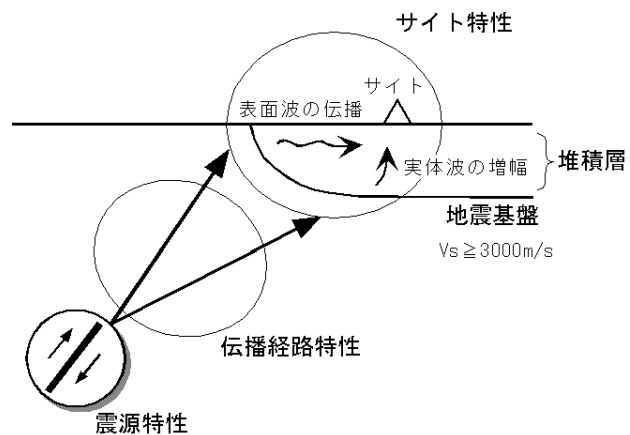 サイト特性
サイト
表面波の伝播
実体波の増幅
堆積層
地震基盤
Vs≧3000m/s
伝播経路特性
震源特性